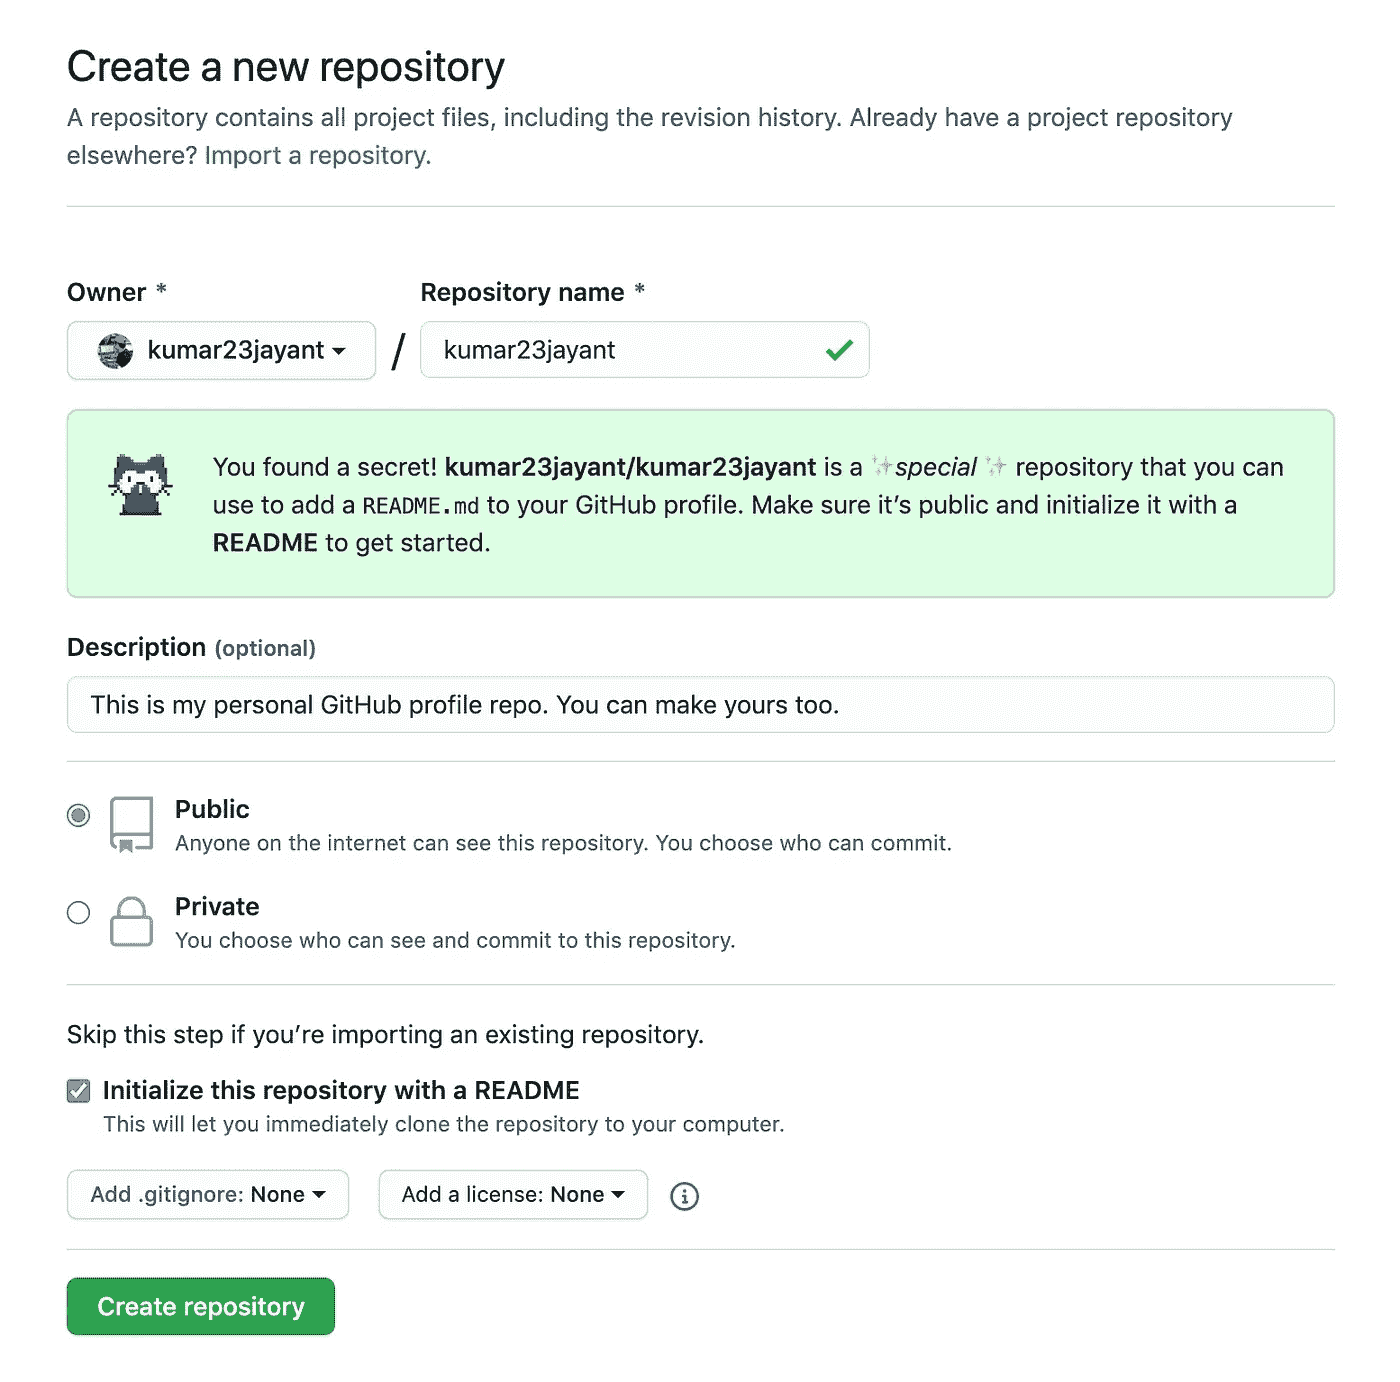 Create a new repository
A repository contains all project files, including the revision history. Already have a project repository
elsewhere? Import a repository.
Owner *
Repository name *
kumar23jayant
/
kumar23jayant
You found a secret! kumar23jayant/kumar23jayant is a ✨special ✨ repository that you can
use to add a README.md to your GitHub profile. Make sure it’s public and initialize it with a
README to get started.
Description (optional)
This is my personal GitHub profile repo. You can make yours too.
Public
Anyone on the internet can see this repository. You choose who can commit.
Private
You choose who can see and commit to this repository.
Skip this step if you’re importing an existing repository.
Initialize this repository with a README
This will let you immediately clone the repository to your computer.
Add .gitignore: None
Add a license: None
Create repository